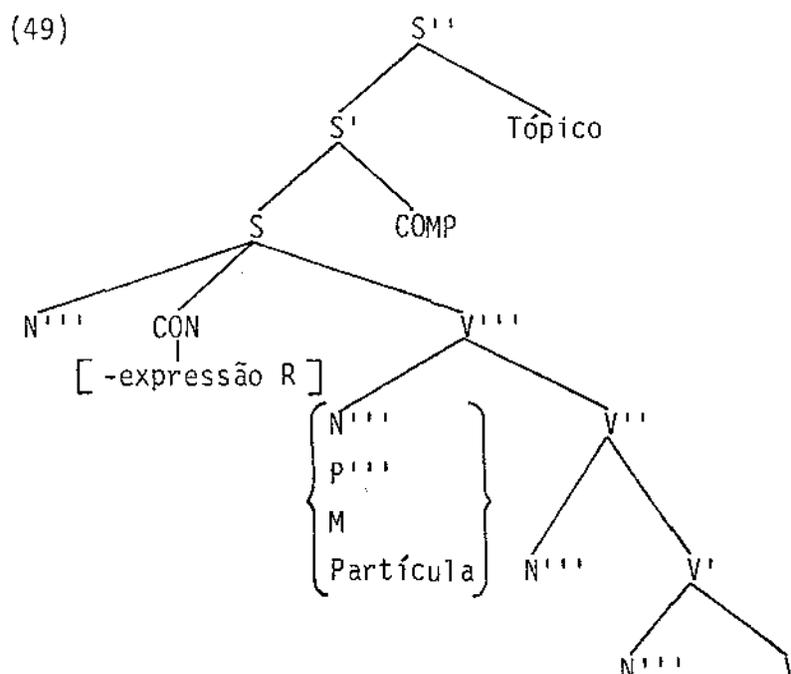 (49) S''
S' Tópico
S COMP
N''' CON V'''
[-expressão R]
N''' V''
P'''
M
Partícula N''' V'
N'''